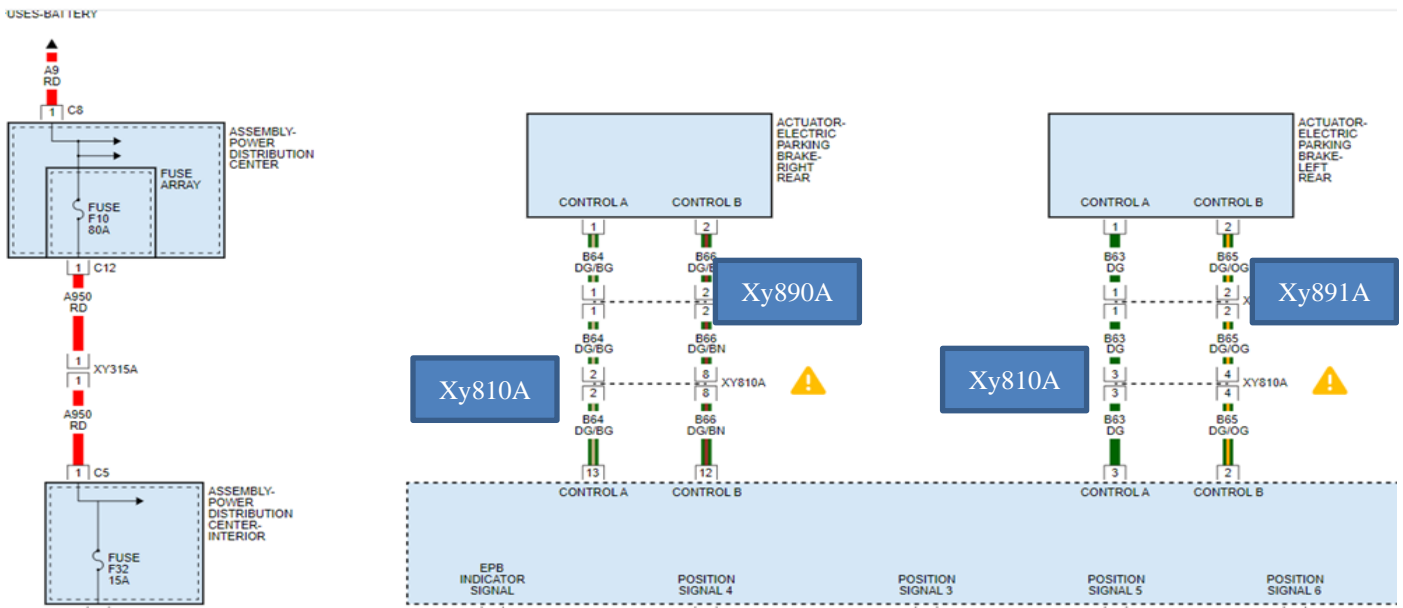 USES-BATTERY
A9
RD
1 C8
ASSEMBLY-
POWER
DISTRIBUTION
CENTER
FUSE
ARRAY
FUSE
F10
80A
1 C12
A950
RD
1
XY315A
1
A950
RD
1 C5
ASSEMBLY-
POWER
DISTRIBUTION
CENTER-
INTERIOR
FUSE
F32
15A
ACTUATOR-
ELECTRIC
PARKING
BRAKE-
RIGHT
REAR
CONTROL A CONTROL B
1 2
B64 B66
DG/BG
1 2
Xy890A
1 2
B64 B66
DG/BG DG/BN
Xy810A
2 8
XY810A
2 8
B64 B66
DG/BG DG/BN
13 12
CONTROL A CONTROL B
ACTUATOR-
ELECTRIC
PARKING
BRAKE-
LEFT
REAR
CONTROL A CONTROL B
1 2
B63 B65
DG DG/OG
1 2
Xy891A
1 2
B63 B65
DG DG/OG
Xy810A
3 4
XY810A
3 4
B63 B65
DG DG/OG
3 2
CONTROL A CONTROL B
EPB
INDICATOR
SIGNAL
POSITION
SIGNAL 4
POSITION
SIGNAL 3
POSITION
SIGNAL 5
POSITION
SIGNAL 6